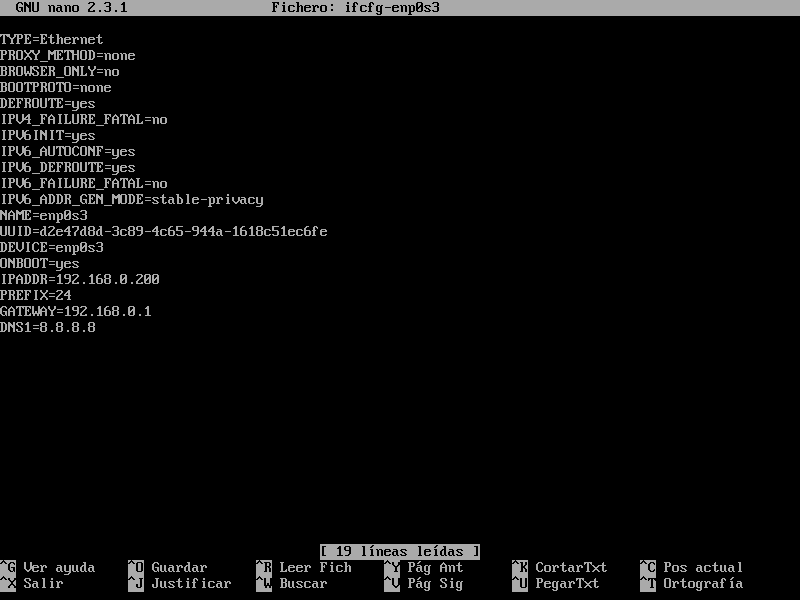 GNU nano 2.3.1 Fichero: ifcfg-enp0s3
TYPE=Ethernet
PROXY_METHOD=none
BROWSER_ONLY=no
BOOTPROTO=none
DEFROUTE=yes
IPV4_FAILURE_FATAL=no
IPV6INIT=yes
IPV6_AUTOCONF=yes
IPV6_DEFROUTE=yes
IPV6_FAILURE_FATAL=no
IPV6_ADDR_GEN_MODE=stable-privacy
NAME=enp0s3
UUID=d2e47d8d-3c89-4c65-944a-1618c51ec6fe
DEVICE=enp0s3
ONBOOT=yes
IPADDR=192.168.0.200
PREFIX=24
GATEWAY=192.168.0.1
DNS1=8.8.8.8
[ 19 líneas leídas ]
^G Ver ayuda ^O Guardar ^R Leer Fich ^Y Pág Ant ^K CortarTxt ^C Pos actual
^X Salir ^J Justificar ^W Buscar ^V Pág Sig ^U PegarTxt ^T Ortografía